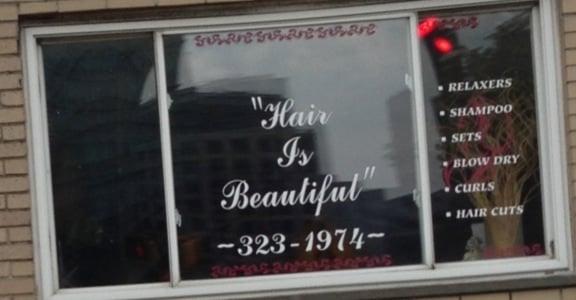 "Hair
Is
Beautiful"
~323-1974~
▪ RELAXERS
▪ SHAMPOO
▪ SETS
▪ BLOW DRY
▪ CURLS
▪ HAIR CUTS